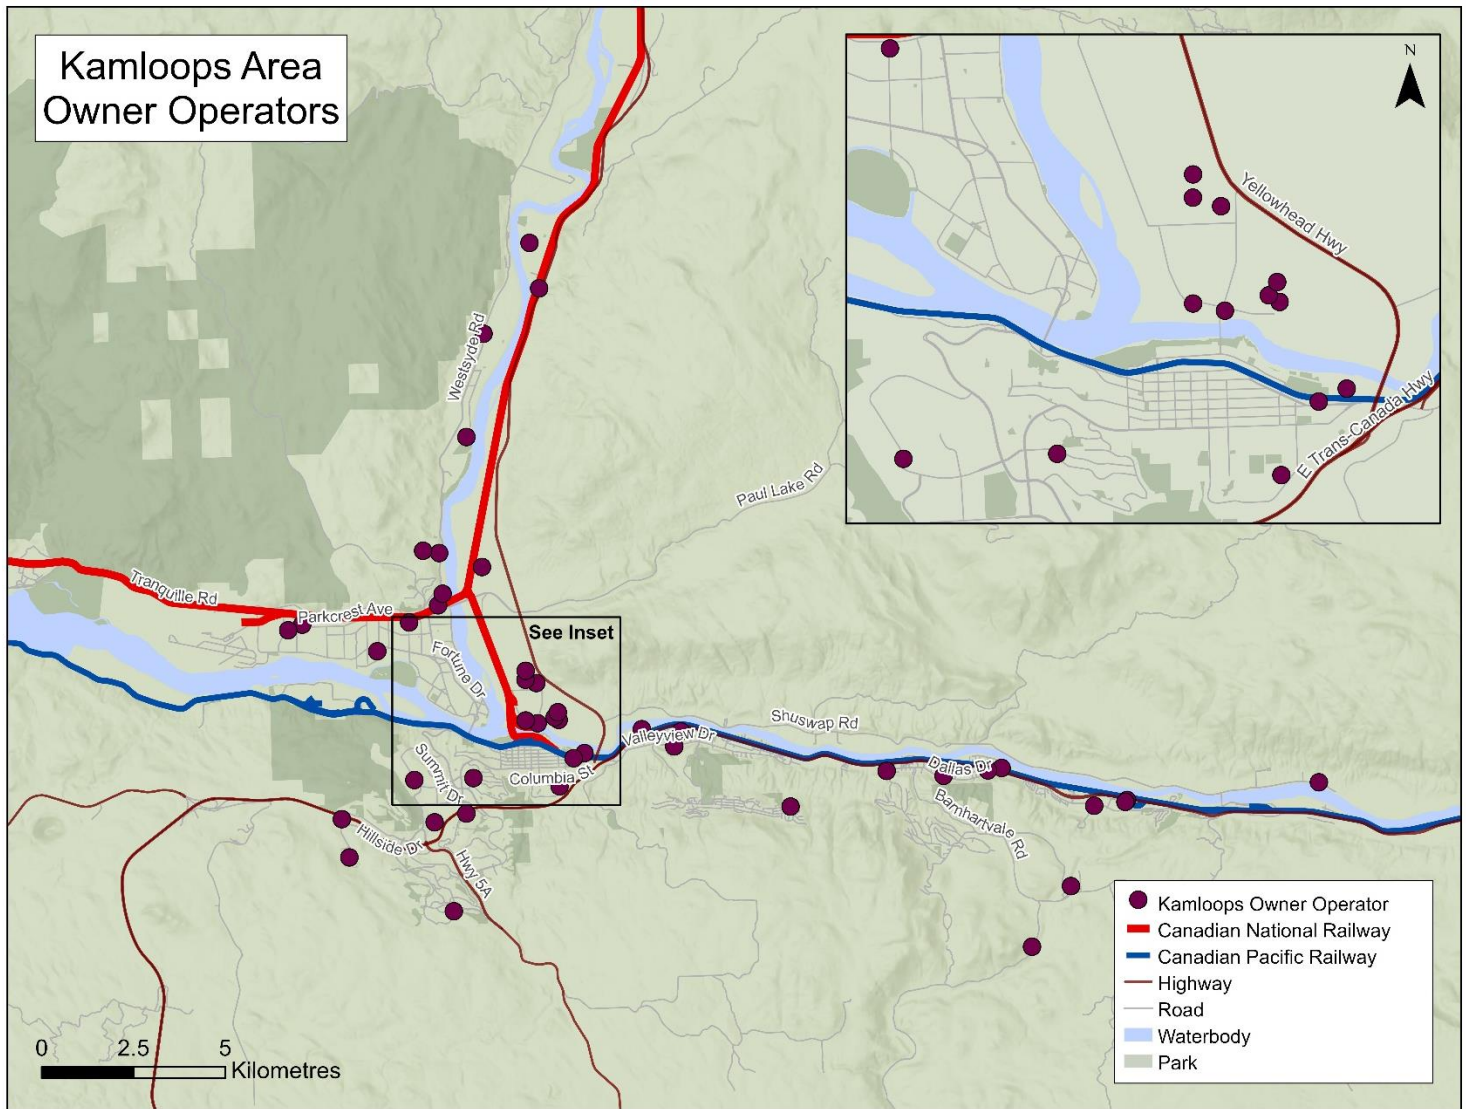 Kamloops Area
Owner Operators
N
Yellowhead Hwy
E Trans-Canada Hwy
Westsyde Rd
Paul Lake Rd
Tranquille Rd
Parkcrest Ave
See Inset
Fortune Dr
Shuswap Rd
Valleyview Dr
Summit Dr
Columbia St
Dallas Dr
Barnhartvale Rd
Hillside Dr
Hwy 5A
Kamloops Owner Operator
Canadian National Railway
Canadian Pacific Railway
Highway
Road
Waterbody
Park
0 2.5 5
Kilometres